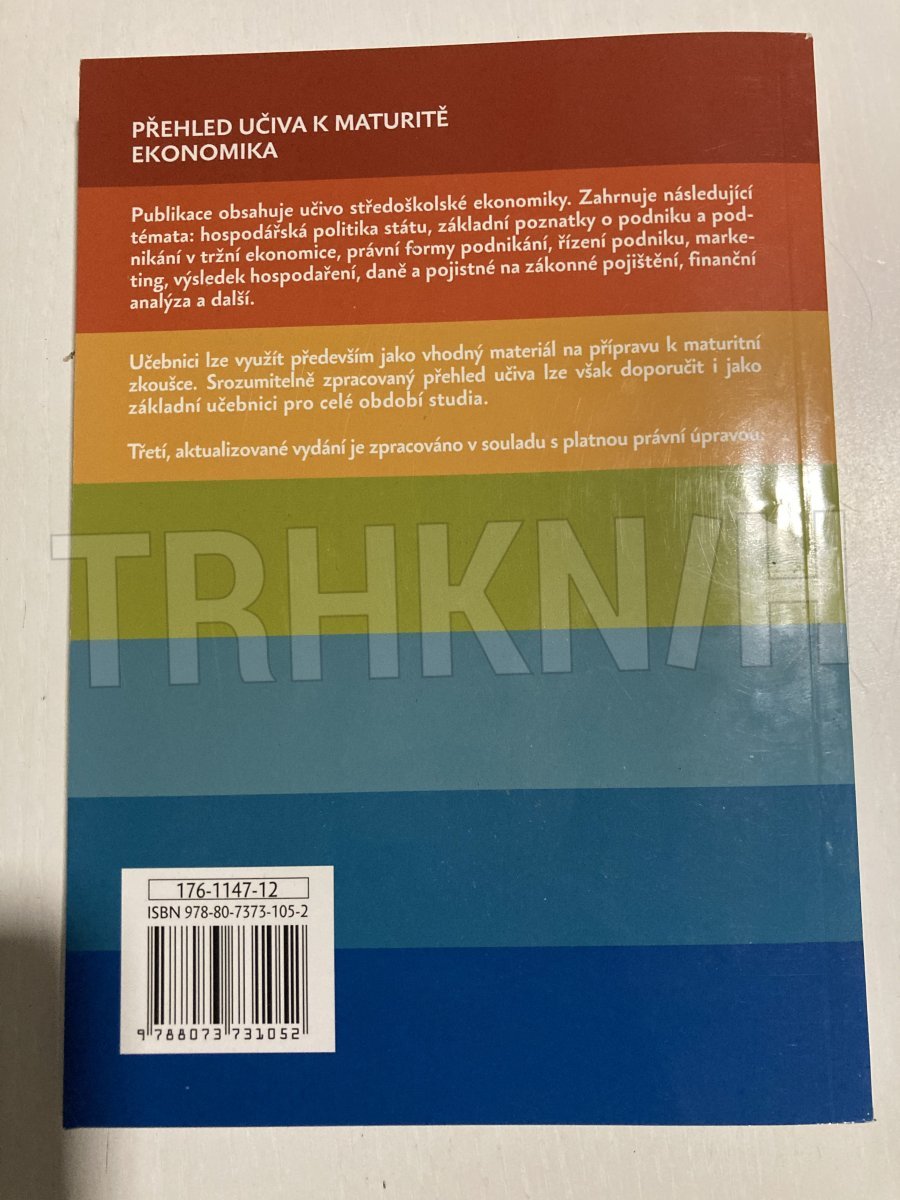 PŘEHLED UČIVA K MATURITĚ
EKONOMIKA
Publikace obsahuje učivo středoškolské ekonomiky. Zahrnuje následující
témata: hospodářská politika státu, základní poznatky o podniku a pod-
nikání v tržní ekonomice, právní formy podnikání, řízení podniku, marke-
ting, výsledek hospodaření, daně a pojistné na zákonné pojištění, finanční
analýza a další.
Učebnici lze využít především jako vhodný materiál na přípravu k maturitní
zkoušce. Srozumitelně zpracovaný přehled učiva lze však doporučit i jako
základní učebnici pro celé období studia.
Třetí, aktualizované vydání je zpracováno v souladu s platnou právní úpravou.
TRHKNIH
176-1147-12
ISBN 978-80-7373-105-2
9 788073 731052